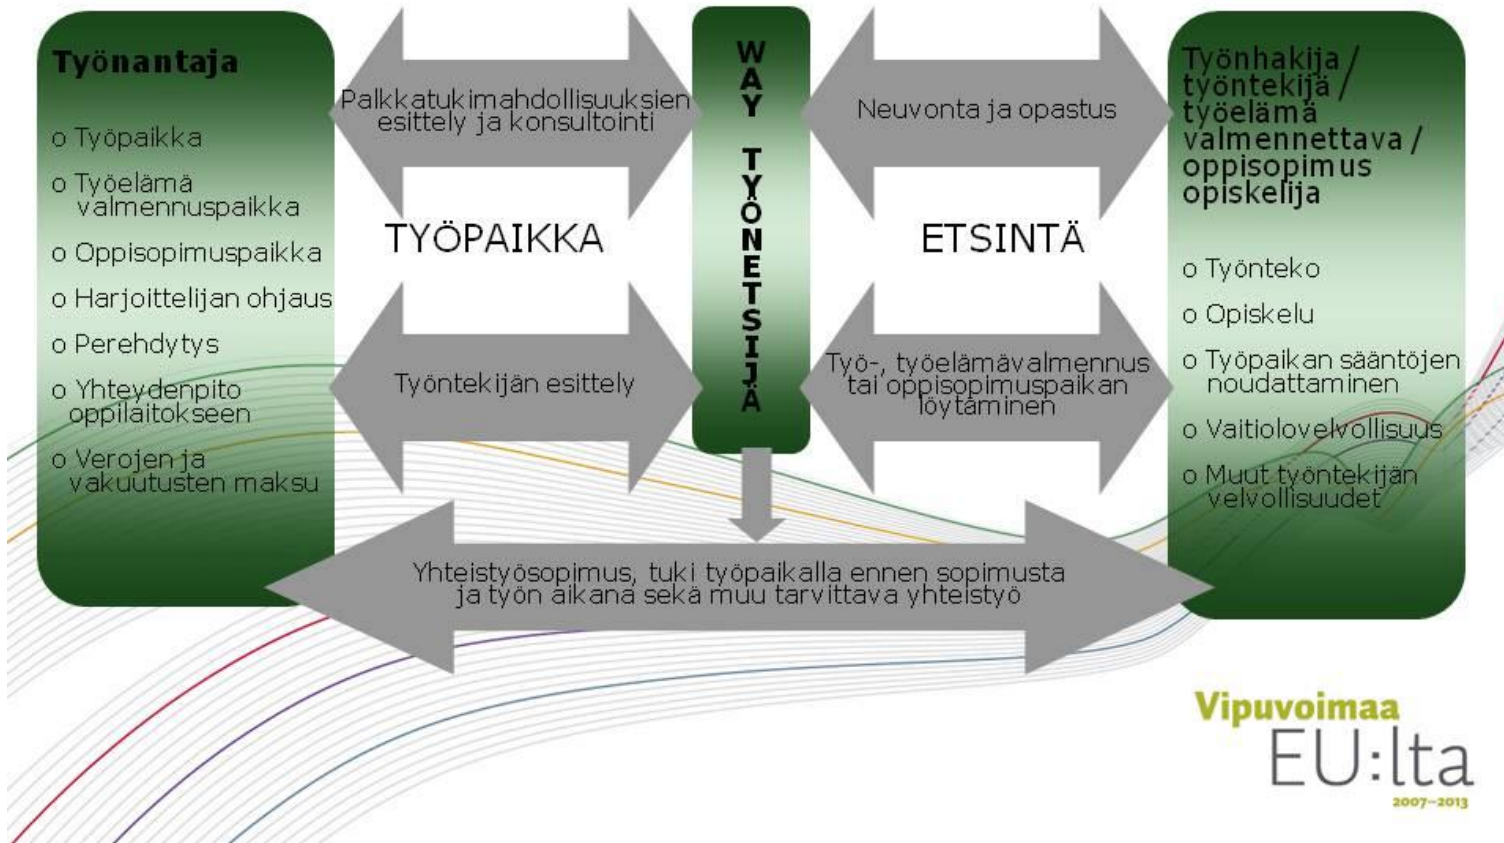 Työnantaja
o Työpaikka
o Työelämä
valmennuspaikka
o Oppisopimuspaikka
o Harjoittelijan ohjaus
o Perehdytys
o Yhteydenpito
oppilaitokseen
o Verojen ja
vakuutusten maksu
Palkkatukimahdollisuuksien
esittely ja konsultointi
TYÖPAIKKA
Työntekijän esittely
WAY TYÖNETSIJÄ
Neuvonta ja opastus
ETSINTÄ
Työ-, työelämävalmennus
tai oppisopimuspaikan
löytäminen
Työnhakija/
työntekijä/
työelämä
valmennettava/
oppisopimus
opiskelija
o Työnteko
o Opiskelu
o Työpaikan sääntöjen
noudattaminen
o Vaitiolovelvollisuus
o Muut työntekijän
velvollisuudet
Yhteistyösopimus, tuki työpaikalla ennen sopimusta
ja työn aikana sekä muu tarvittava yhteistyö
Vipuvoimaa
EU:lta
2007–2013